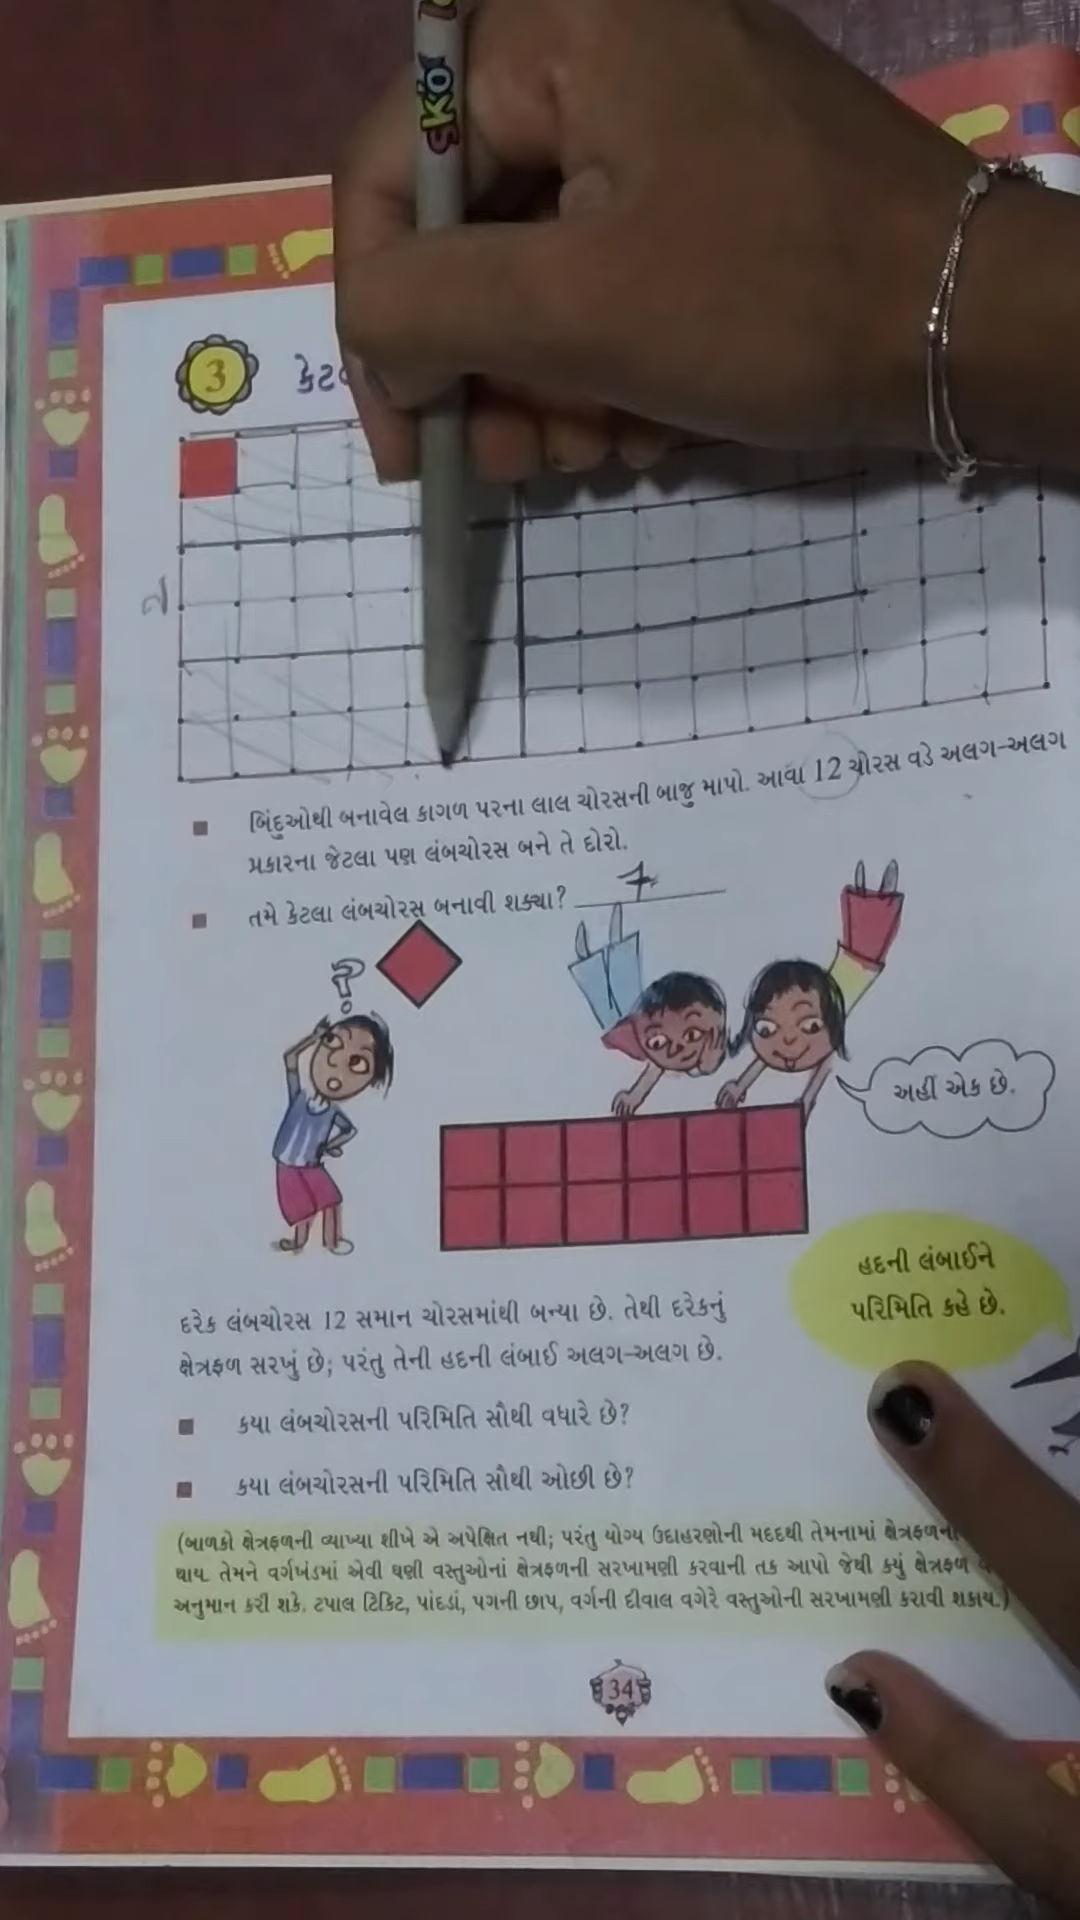 sko
3
2
બિંદુઓથી બનાવેલ કાગળ પરના લાલ ચોરસની બાજુ માપો. આવા 12 ચોરસ વડે અલગ-અલગ
પ્રકારના જેટલા પણ લંબચોરસ બને તે દોરો.
તમે કેટલા લંબચોરસ બનાવી શક્યા? 7
?
અહીં એક છે.
હદની લંબાઈને
પરિમિતિ કહે છે.
દરેક લંબચોરસ 12 સમાન ચોરસમાંથી બન્યા છે. તેથી દરેકનું
ક્ષેત્રફળ સરખું છે; પરંતુ તેની હદની લંબાઈ અલગ-અલગ છે.
કયા લંબચોરસની પરિમિતિ સૌથી વધારે છે?
કયા લંબચોરસની પરિમિતિ સૌથી ઓછી છે?
(બાળકો ક્ષેત્રફળની વ્યાખ્યા શીખે એ અપેક્ષિત નથી; પરંતુ યોગ્ય ઉદાહરણોની મદદથી તેમનામાં
થાય. તેમને વર્ગખંડમાં એવી ઘણી વસ્તુઓનાં ક્ષેત્રફળની સરખામણી કરવાની તક આપો જેથી કયું ક્ષેત્રફળ
અનુમાન કરી શકે. ટપાલ ટિકિટ, પાંદડાં, પગની છાપ, વર્ગની દીવાલ વગેરે વસ્તુઓની સરખામણી કરાવી શકાય.)
34